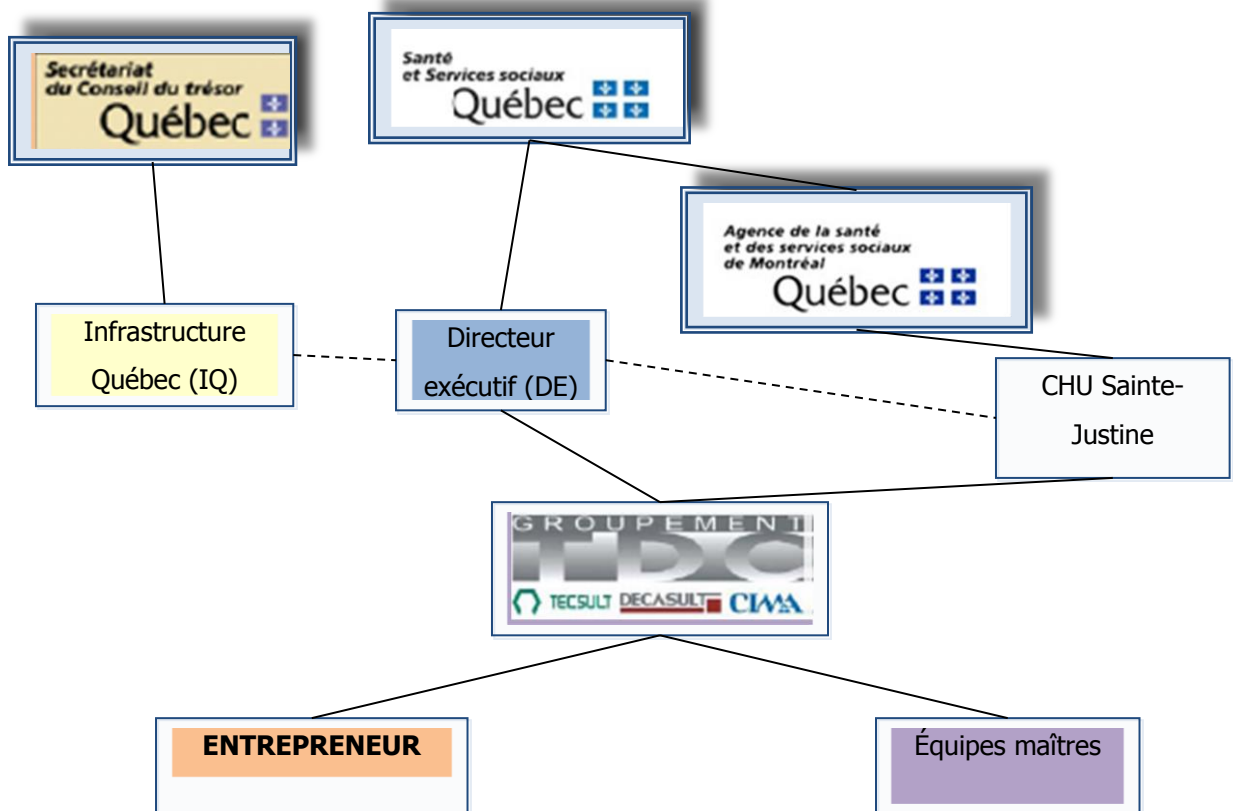 Secrétariat
du Conseil du trésor
Québec
Santé
et Services sociaux
Québec
Agence de la santé
et des services sociaux
de Montréal
Québec
Infrastructure
Québec (IQ)
Directeur
exécutif (DE)
CHU Sainte-
Justine
GROUPEMENT
TDC
TECSULT DECASULT CIMA
ENTREPRENEUR
Équipes maîtres